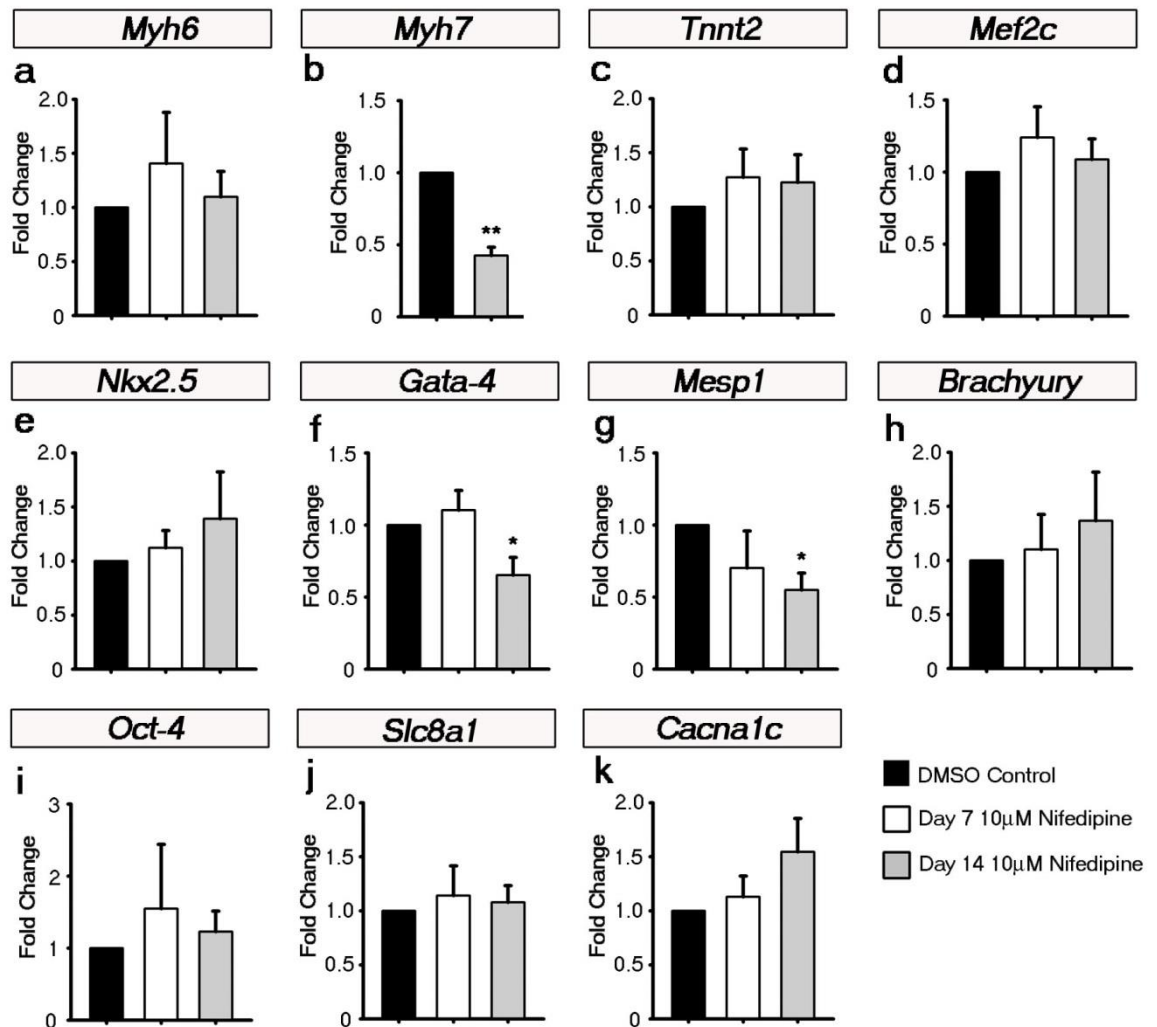 Myh6
Myh7
Tnnt2
Mef2c
a
b
c
d
Fold Change
2.0
1.5
1.0
0.5
0
Fold Change
1.5
1.0
0.5
0
**
Fold Change
2.0
1.5
1.0
0.5
0
Fold Change
1.5
1.0
0.5
0
Nkx2.5
Gata-4
Mesp1
Brachyury
e
f
g
h
Fold Change
2.0
1.5
1.0
0.5
0
Fold Change
1.5
1.0
0.5
0
*
Fold Change
1.5
1.0
0.5
0
*
Fold Change
2.0
1.5
1.0
0.5
0
Oct-4
Slc8a1
Cacna1c
i
j
k
Fold Change
3
2
1
0
Fold Change
2.0
1.5
1.0
0.5
0
Fold Change
2.0
1.5
1.0
0.5
0
DMSO Control
Day 7 10μM Nifedipine
Day 14 10μM Nifedipine